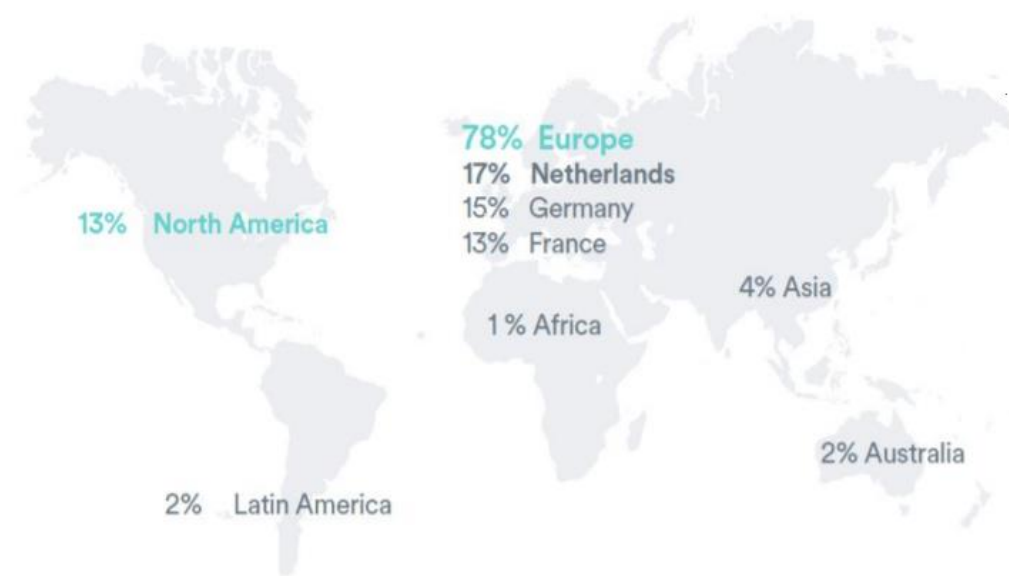 78% Europe
17% Netherlands
15% Germany
13% France
13% North America
4% Asia
1 % Africa
2% Australia
2% Latin America